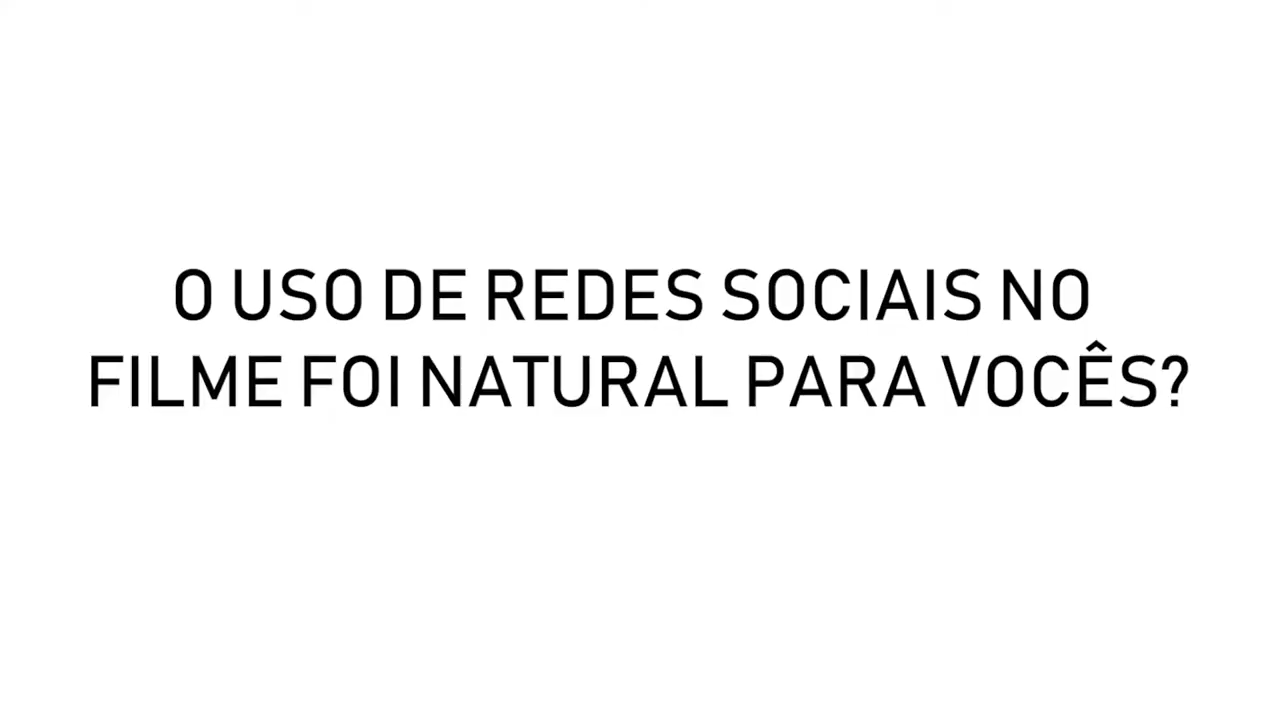 O USO DE REDES SOCIAIS NO
FILME FOI NATURAL PARA VOCÊS?